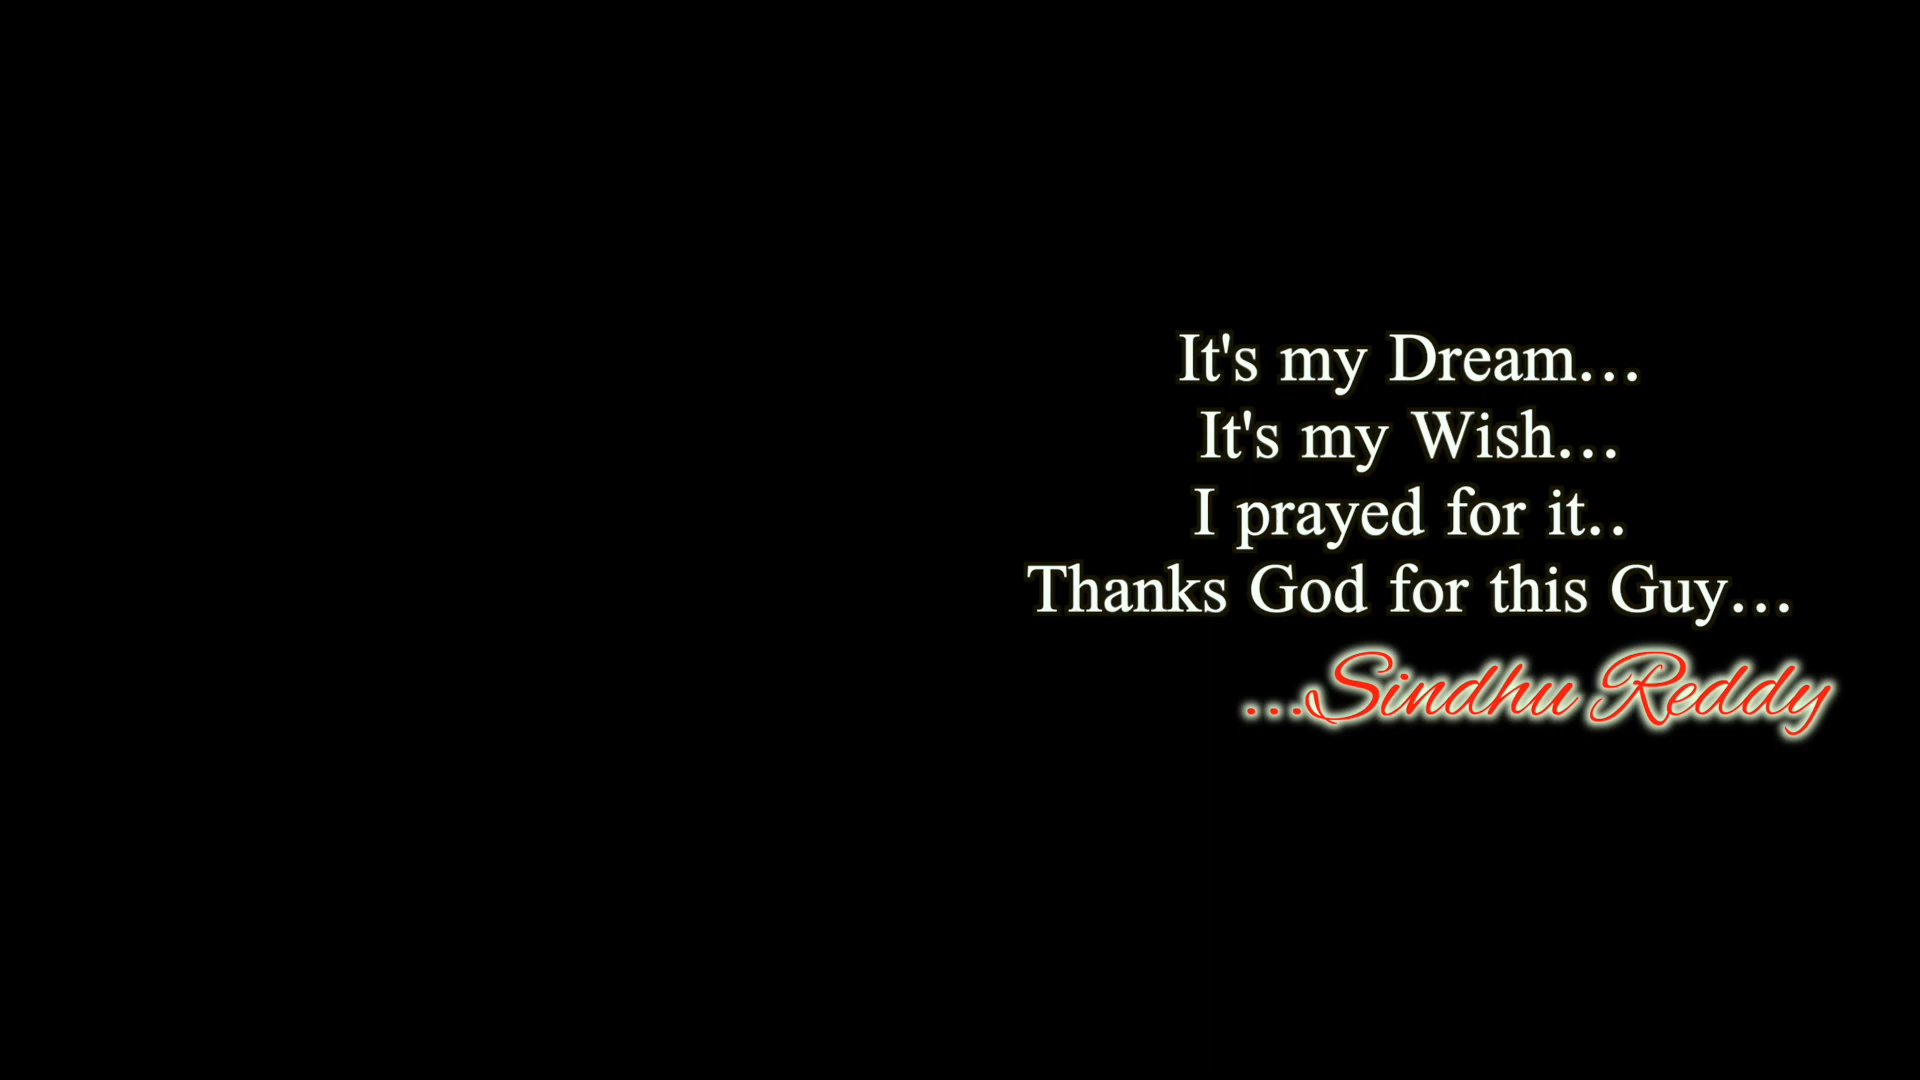 It's my Dream...
It's my Wish...
I prayed for it..
Thanks God for this Guy...
...Sindhu Reddy